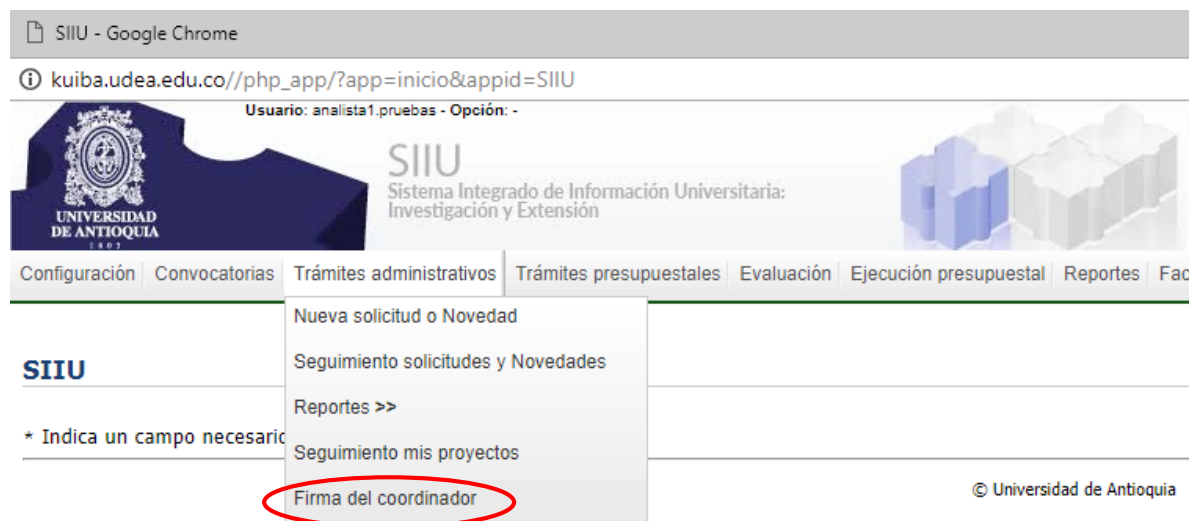 SIIU - Google Chrome
kuiba.udea.edu.co//php_app/?app=inicio&appid=SIIU
Usuario: analista1.pruebas - Opción: -
SIIU
Sistema Integrado de Información Universitaria:
Investigación y Extensión
UNIVERSIDAD
DE ANTIOQUIA
1803
Configuración Convocatorias Trámites administrativos Trámites presupuestales Evaluación Ejecución presupuestal Reportes Fac
Nueva solicitud o Novedad
SIIU
Seguimiento solicitudes y Novedades
Reportes >>
* Indica un campo necesario
Seguimiento mis proyectos
Firma del coordinador
© Universidad de Antioquia